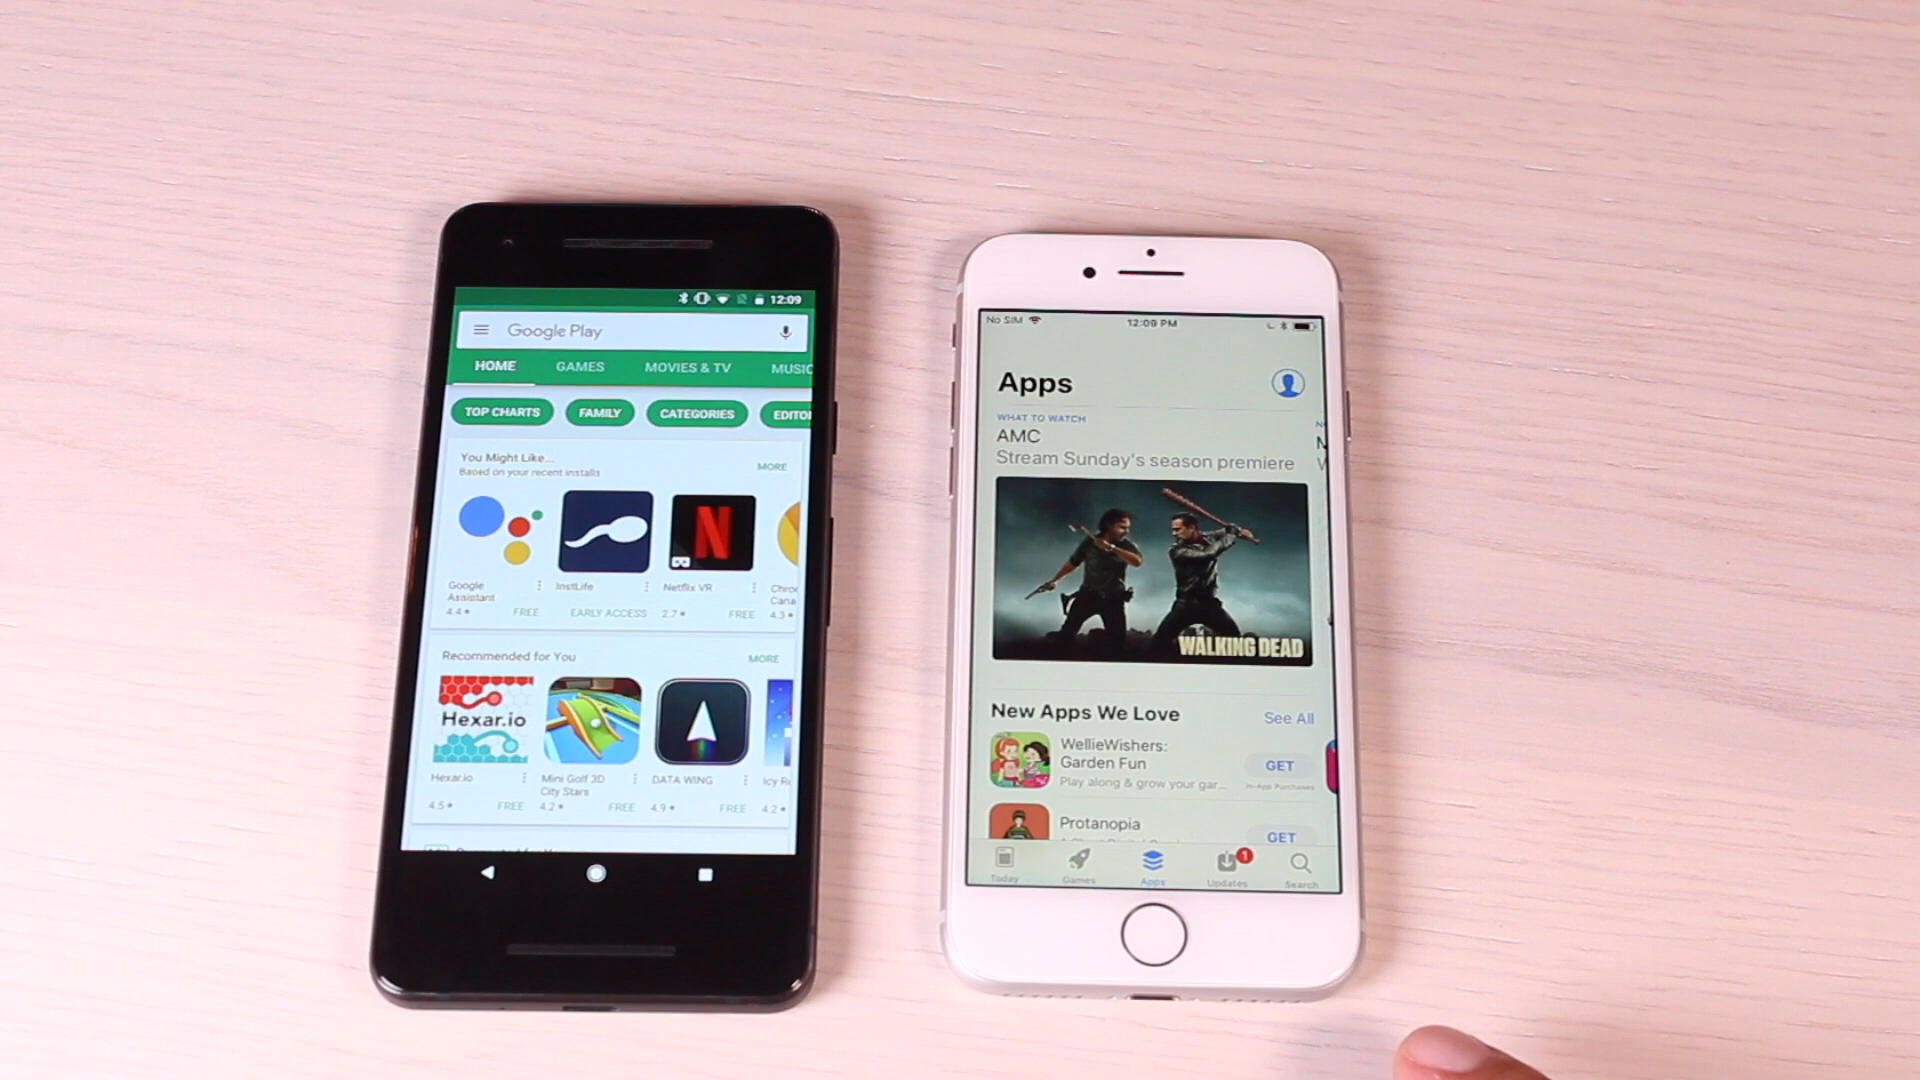 12:09
Google Play
HOME GAMES MOVIES & TV MUSIC
TOP CHARTS FAMILY CATEGORIES EDITO
You Might Like...
Based on your recent installs
MORE
N
Google
Assistant
4.4 FREE
InstLife
EARLY ACCESS
Netflix VR
2.7 FREE
Chro
Cana
4.3
Recommended for You
MORE
Hexar.io
Hexar.io
4.5 FREE
Mini Golf 3D
City Stars
4.2 FREE
DATA WING
4.9 FREE
Icy R
4.2
No SIM 12:09 PM
Apps
WHAT TO WATCH
AMC
Stream Sunday's season premiere
WALKING DEAD
New Apps We Love See All
WellieWishers:
Garden Fun
Play along & grow your gar...
GET
In-App Purchases
Protanopia
GET
1
Today Games Apps Updates Search